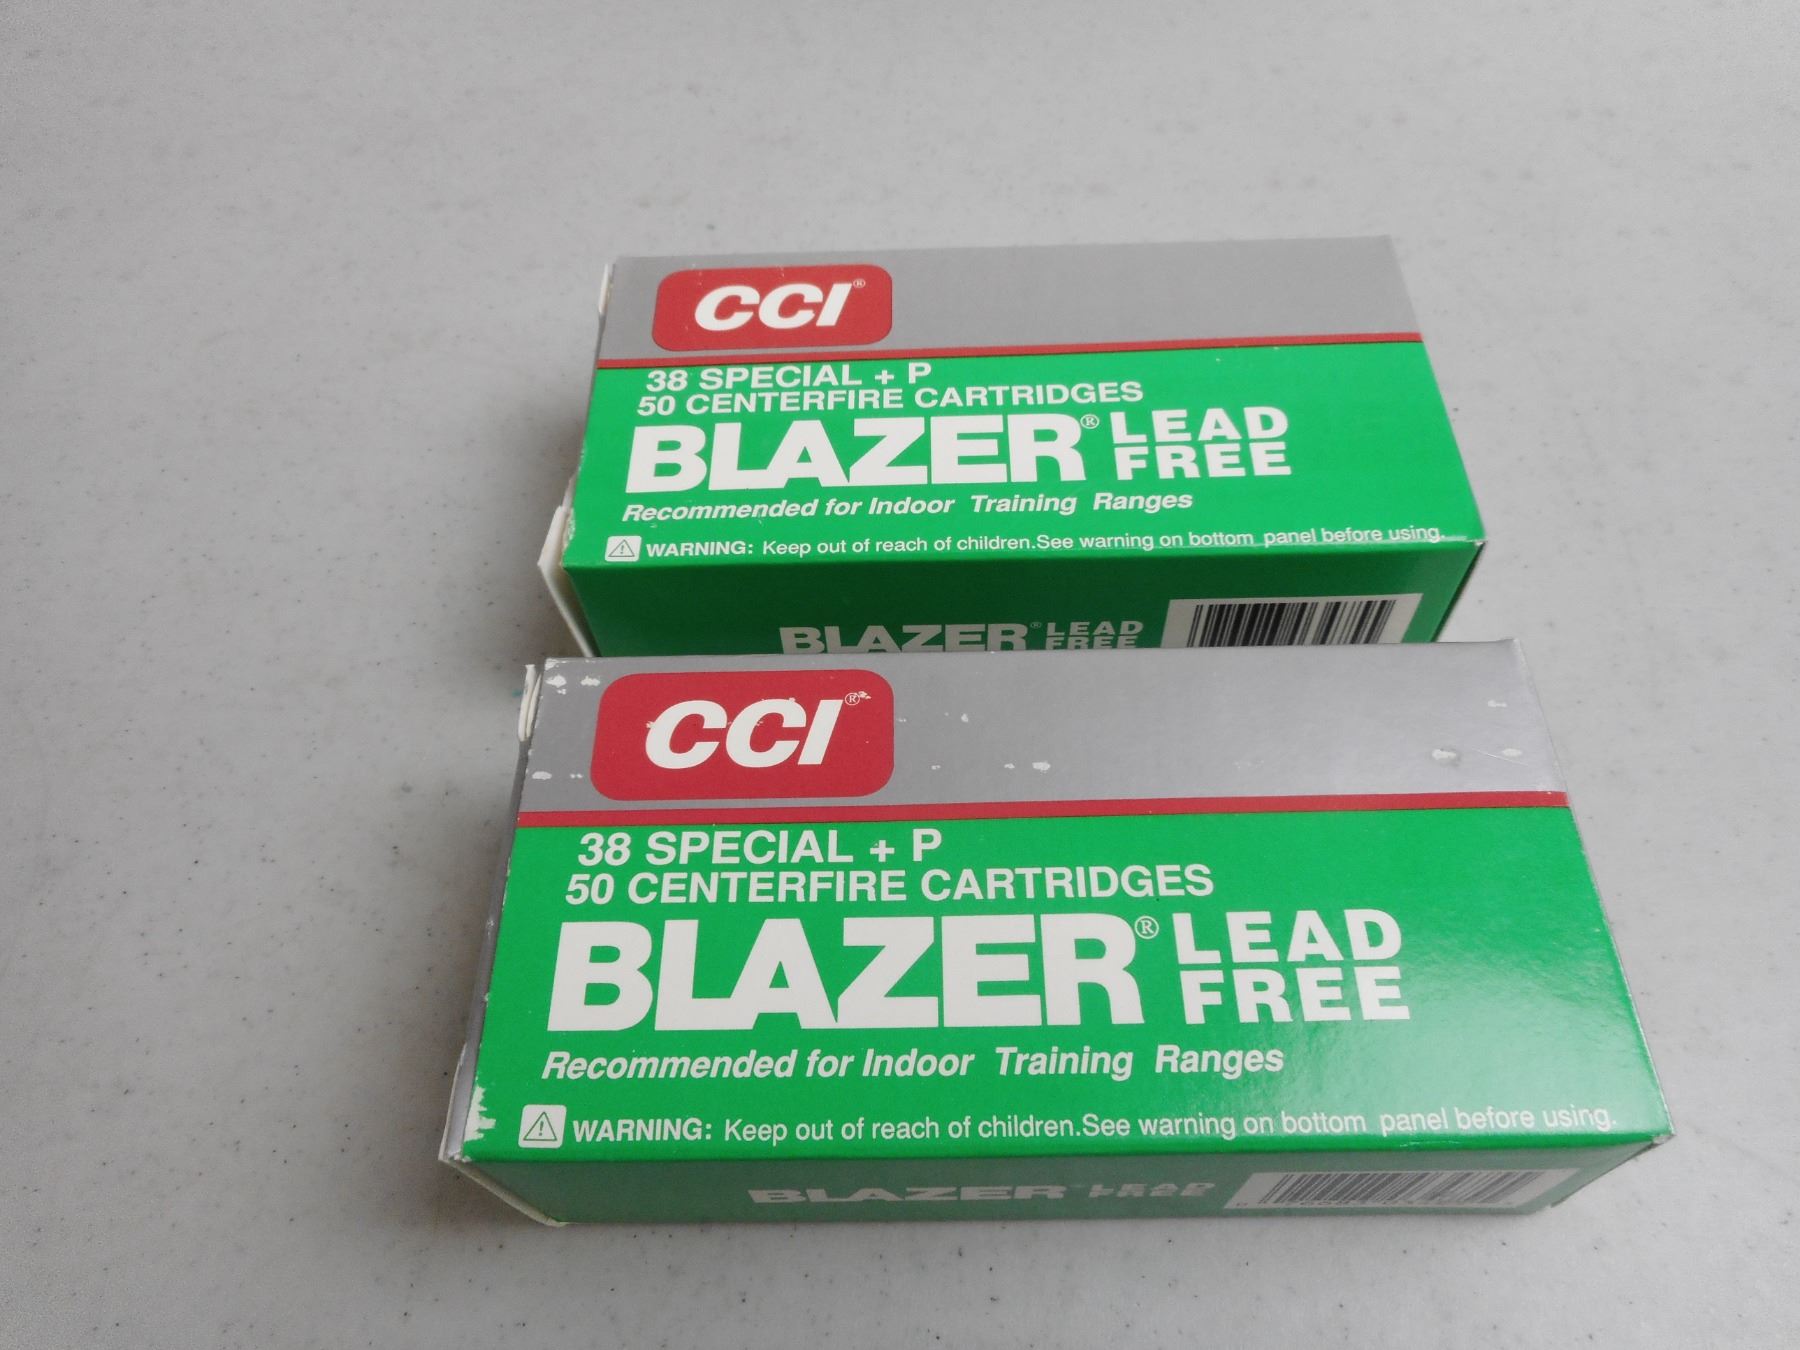 CCI®
38 SPECIAL + P
50 CENTERFIRE CARTRIDGES
BLAZER® LEAD FREE
Recommended for Indoor Training Ranges
WARNING: Keep out of reach of children.See warning on bottom panel before using.
BLAZER® LEAD FREE
CCI®
38 SPECIAL + P
50 CENTERFIRE CARTRIDGES
BLAZER® LEAD FREE
Recommended for Indoor Training Ranges
WARNING: Keep out of reach of children.See warning on bottom panel before using.
BLAZER® LEAD FREE